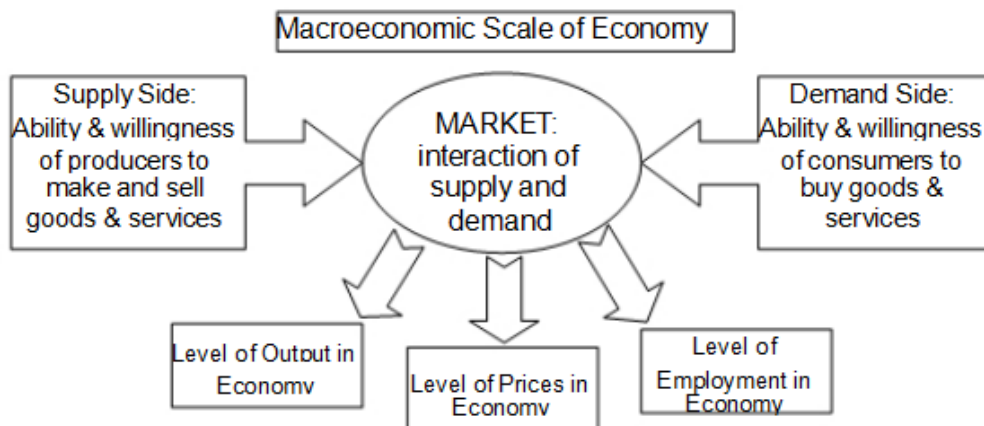 Macroeconomic Scale of Economy
Supply Side:
Ability & willingness
of producers to
make and sell
goods & services
MARKET:
interaction of
supply and
demand
Demand Side:
Ability & willingness
of consumers to
buy goods &
services
Level of Output in
Economy
Level of Prices in
Economy
Level of
Employment in
Economy